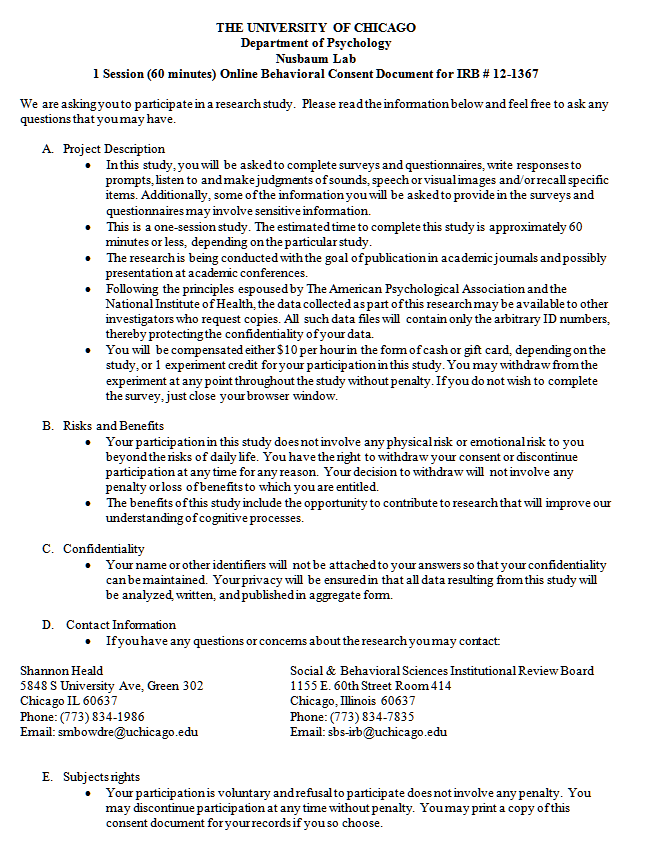 THE UNIVERSITY OF CHICAGO
Department of Psychology
Nusbaum Lab
1 Session (60 minutes) Online Behavioral Consent Document for IRB # 12-1367
We are asking you to participate in a research study. Please read the information below and feel free to ask any
questions that you may have.
A. Project Description
• In this study, you will be asked to complete surveys and questionnaires, write responses to
prompts, listen to and make judgments of sounds, speech or visual images and/or recall specific
items. Additionally, some of the information you will be asked to provide in the surveys and
questionnaires may involve sensitive information.
• This is a one-session study. The estimated time to complete this study is approximately 60
minutes or less, depending on the particular study.
• The research is being conducted with the goal of publication in academic journals and possibly
presentation at academic conferences.
• Following the principles espoused by The American Psychological Association and the
National Institute of Health, the data collected as part of this research may be available to other
investigators who request copies. All such data files will contain only the arbitrary ID numbers,
thereby protecting the confidentiality of your data.
• You will be compensated either $10 per hour in the form of cash or gift card, depending on the
study, or 1 experiment credit for your participation in this study. You may withdraw from the
experiment at any point throughout the study without penalty. If you do not wish to complete
the survey, just close your browser window.
B. Risks and Benefits
• Your participation in this study does not involve any physical risk or emotional risk to you
beyond the risks of daily life. You have the right to withdraw your consent or discontinue
participation at any time for any reason. Your decision to withdraw will not involve any
penalty or loss of benefits to which you are entitled.
• The benefits of this study include the opportunity to contribute to research that will improve our
understanding of cognitive processes.
C. Confidentiality
• Your name or other identifiers will not be attached to your answers so that your confidentiality
can be maintained. Your privacy will be ensured in that all data resulting from this study will
be analyzed, written, and published in aggregate form.
D. Contact Information
• If you have any questions or concerns about the research you may contact:
Shannon Heald
5848 S University Ave, Green 302
Chicago IL 60637
Phone: (773) 834-1986
Email: smbowdre@uchicago.edu
Social & Behavioral Sciences Institutional Review Board
1155 E. 60th Street Room 414
Chicago, Illinois 60637
Phone: (773) 834-7835
Email: sbs-irb@uchicago.edu
E. Subjects rights
• Your participation is voluntary and refusal to participate does not involve any penalty. You
may discontinue participation at any time without penalty. You may print a copy of this
consent document for your records if you so choose.